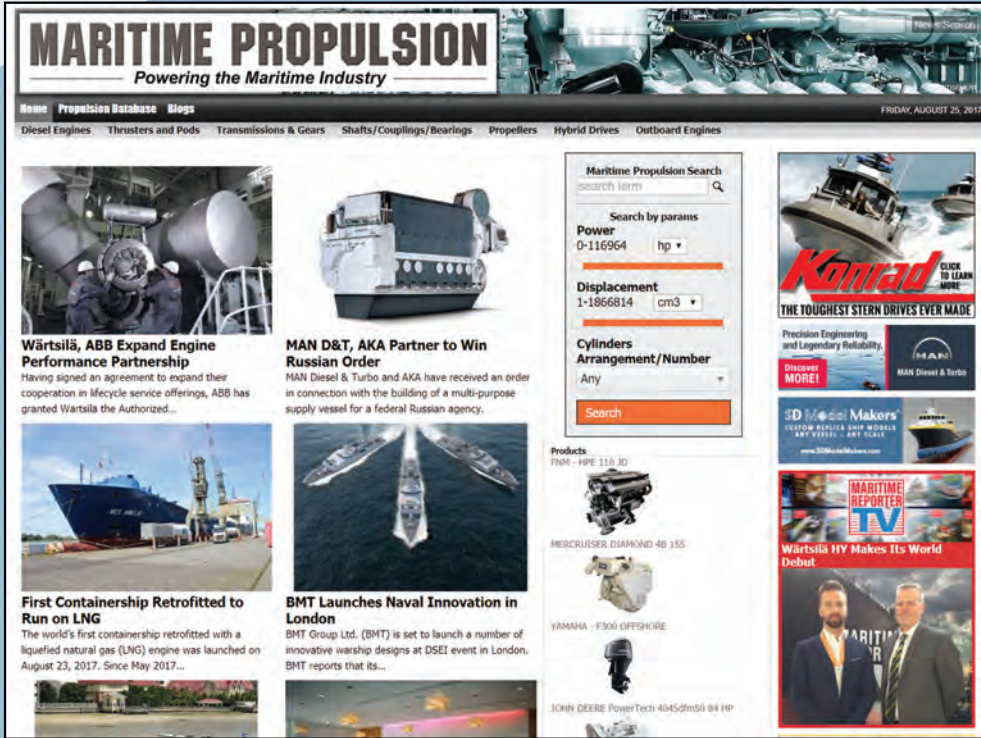 MARITIME PROPULSION
Powering the Maritime Industry
News Search
Home Propulsion Database Blogs
FRIDAY, AUGUST 25, 2017
Diesel Engines Thrusters and Pods Transmissions & Gears Shafts/Couplings/Bearings Propellers Hybrid Drives Outboard Engines
Wärtsilä, ABB Expand Engine
Performance Partnership
Having signed an agreement to expand their
cooperation in lifecycle service offerings, ABB has
granted Wärtsilä the Authorized...
MAN D&T, AKA Partner to Win
Russian Order
MAN Diesel & Turbo and AKA have received an order
in connection with the building of a multi-purpose
supply vessel for a federal Russian agency.
First Containership Retrofitted to
Run on LNG
The world's first containership retrofitted with a
liquefied natural gas (LNG) engine was launched on
August 23, 2017. Since May 2017...
BMT Launches Naval Innovation in
London
BMT Group Ltd. (BMT) is set to launch a number of
innovative warship designs at DSEI event in London.
BMT reports that its...
Maritime Propulsion Search
search term
Search by params
Power
0-116964 hp
Displacement
1-1866814 cm3
Cylinders
Arrangement/Number
Any
Search
Products
FNM - HPE 110 JD
MERCRUISER DIAMOND 4B 155
YAMAHA - F300 OFFSHORE
JOHN DEERE PowerTech 4045dfm50 84 HP
Konrad
CLICK
TO LEARN
MORE
THE TOUGHEST STERN DRIVES EVER MADE
Precision Engineering
and Legendary Reliability.
Discover
MORE!
MAN
MAN Diesel & Turbo
3D Model Makers
CUSTOM REPLICA SHIP MODELS
ANY VESSEL - ANY SCALE
www.3DModelMakers.com
MARITIME
REPORTER
TV
Wärtsilä HY Makes Its World
Debut